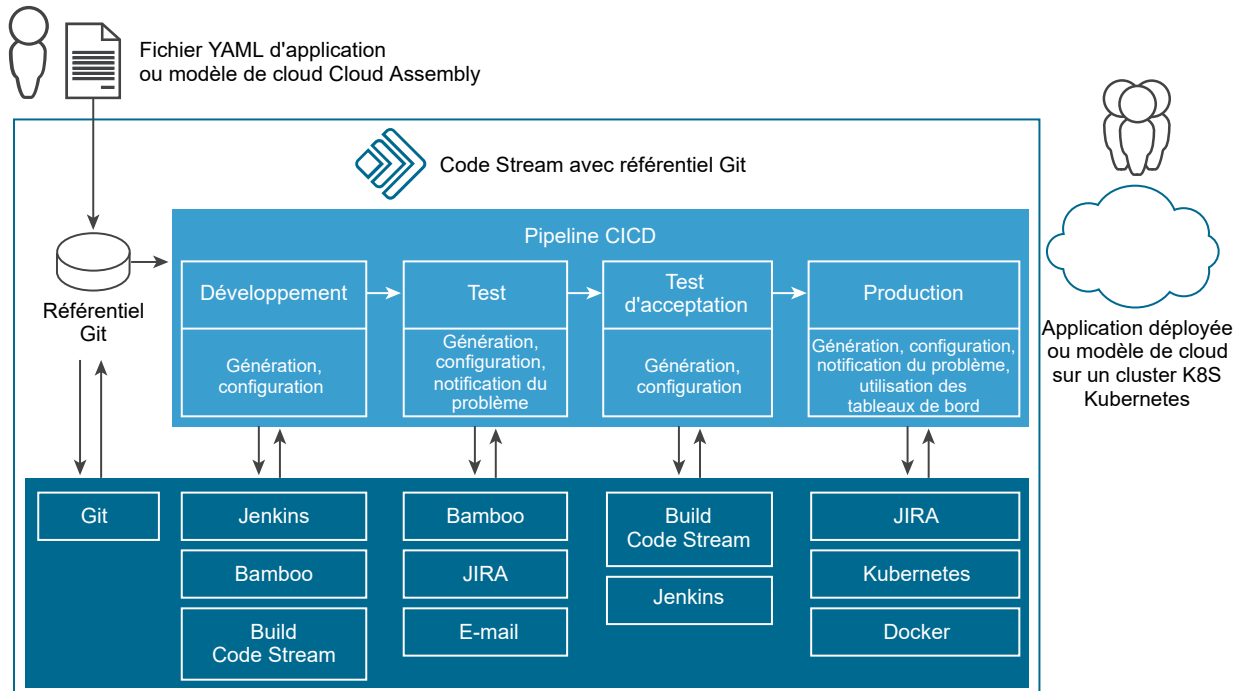 Fichier YAML d'application
ou modèle de cloud Cloud Assembly
Code Stream avec référentiel Git
Pipeline CICD
Référentiel
Git
Développement
Génération,
configuration
Test
Génération,
configuration,
notification du
problème
Test
d'acceptation
Génération,
configuration
Production
Génération, configuration,
notification du problème,
utilisation des
tableaux de bord
Application déployée
ou modèle de cloud
sur un cluster K8S
Kubernetes
Git
Jenkins
Bamboo
Build
Code Stream
Bamboo
JIRA
E-mail
Build
Code Stream
Jenkins
JIRA
Kubernetes
Docker